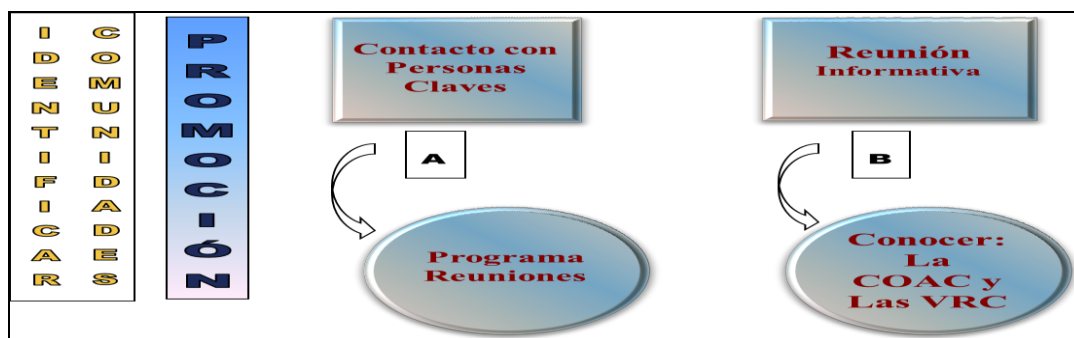 IDENTIFICAR
COMUNIDADES
PROMOCIÓN
Contacto con
Personas
Claves
A
Programa
Reuniones
Reunión
Informativa
B
Conocer:
La
COAC y
Las VRC